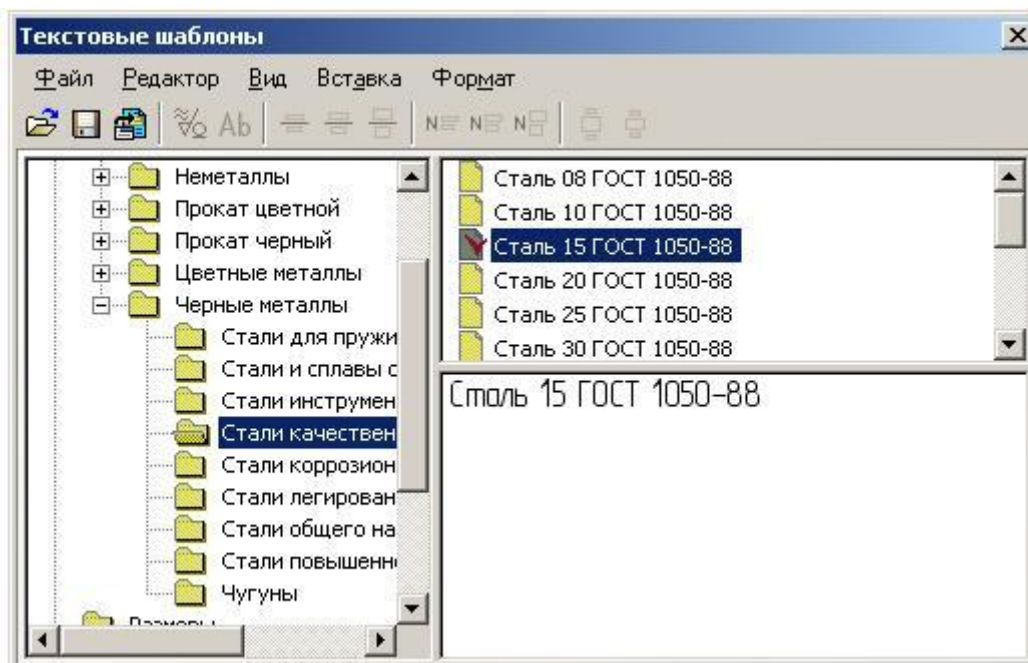 Текстовые шаблоны
Файл Редактор Вид Вставка Формат
Ab N N N
Неметаллы
Прокат цветной
Прокат черный
Цветные металлы
Черные металлы
Стали для пружи
Стали и сплавы с
Стали инструмен
Стали качествен
Стали коррозион
Стали легирован
Стали общего на
Стали повышенн
Чугуны
Размеры
Сталь 08 ГОСТ 1050-88
Сталь 10 ГОСТ 1050-88
Сталь 15 ГОСТ 1050-88
Сталь 20 ГОСТ 1050-88
Сталь 25 ГОСТ 1050-88
Сталь 30 ГОСТ 1050-88
Сталь 15 ГОСТ 1050-88